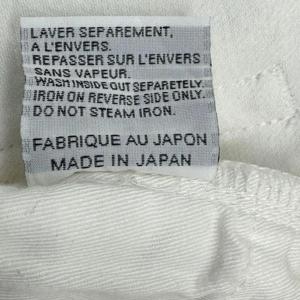 LAVER SEPAREMENT,
A L'ENVERS.
REPASSER SUR L'ENVERS
SANS VAPEUR.
WASH INSIDE OUT SEPARETELY.
IRON ON REVERSE SIDE ONLY.
DO NOT STEAM IRON.
FABRIQUE AU JAPON
MADE IN JAPAN